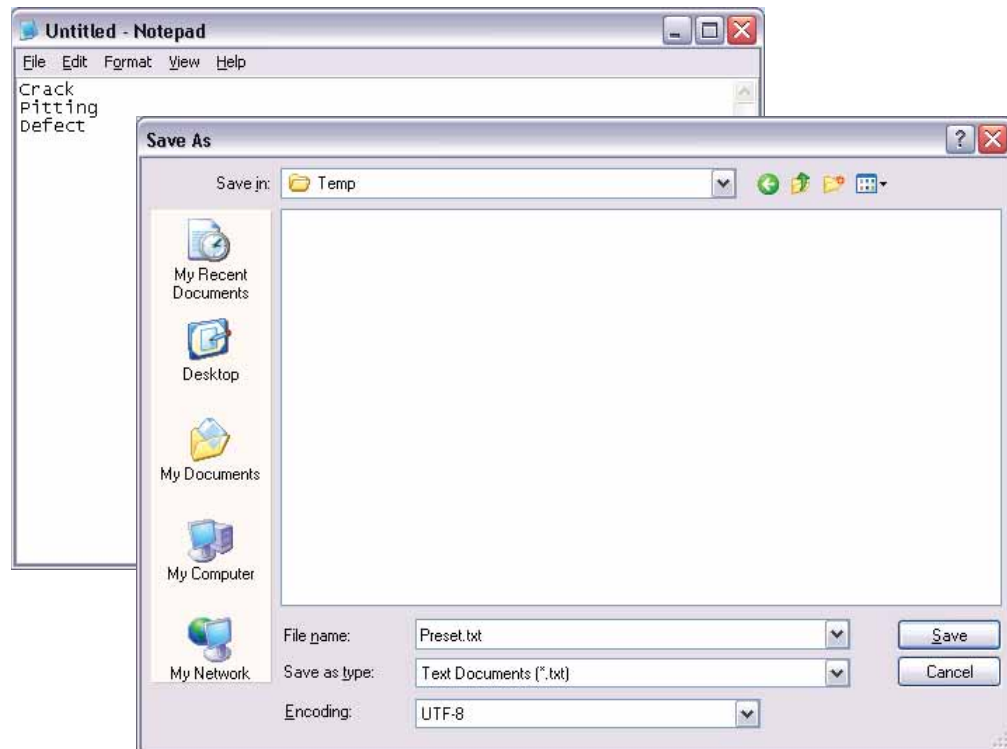 Untitled - Notepad
File Edit Format View Help
Crack
Pitting
Defect
Save As
Save in: Temp
My Recent
Documents
Desktop
My Documents
My Computer
My Network
File name: Preset.txt Save
Save as type: Text Documents (*.txt) Cancel
Encoding: UTF-8